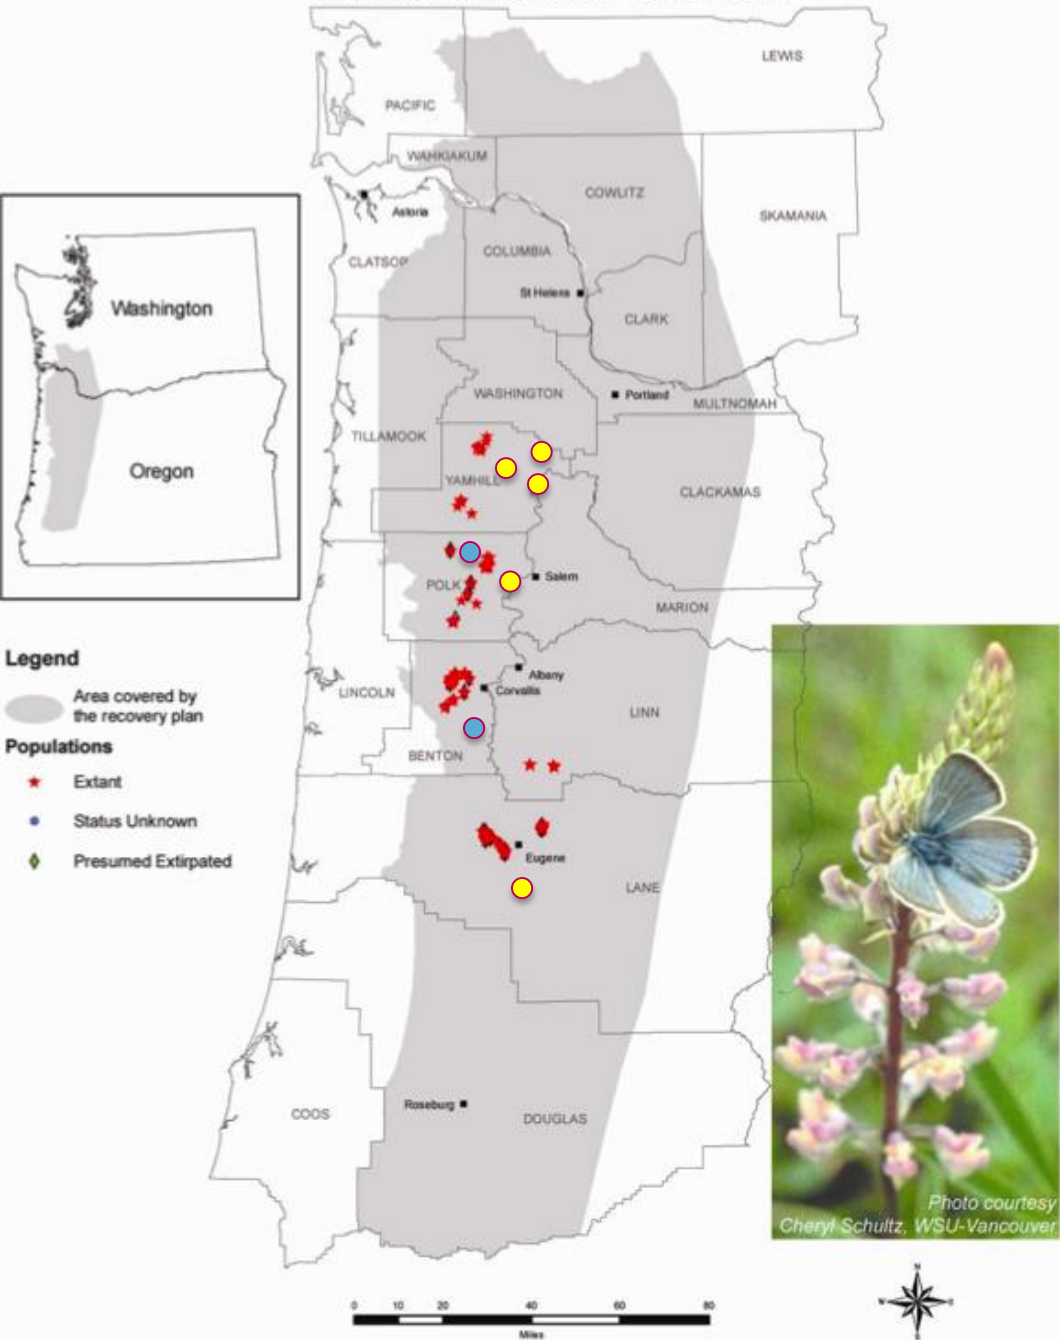 LEWIS
PACIFIC
WAHKIAKUM
COWLITZ
SKAMANIA
Astoria
COLUMBIA
CLATSOP
St Helens
CLARK
Washington
WASHINGTON
Portland
MULTNOMAH
TILLAMOOK
Oregon
YAMHILL
CLACKAMAS
Salem
POLK
MARION
Legend
Area covered by
the recovery plan
Populations
Extant
Status Unknown
Presumed Extirpated
Albany
Corvallis
LINCOLN
LINN
BENTON
Eugene
LANE
Roseburg
COOS
DOUGLAS
Photo courtesy
Cheryl Schultz, WSU-Vancouver
N
S
0 10 20 40 60 80
Miles